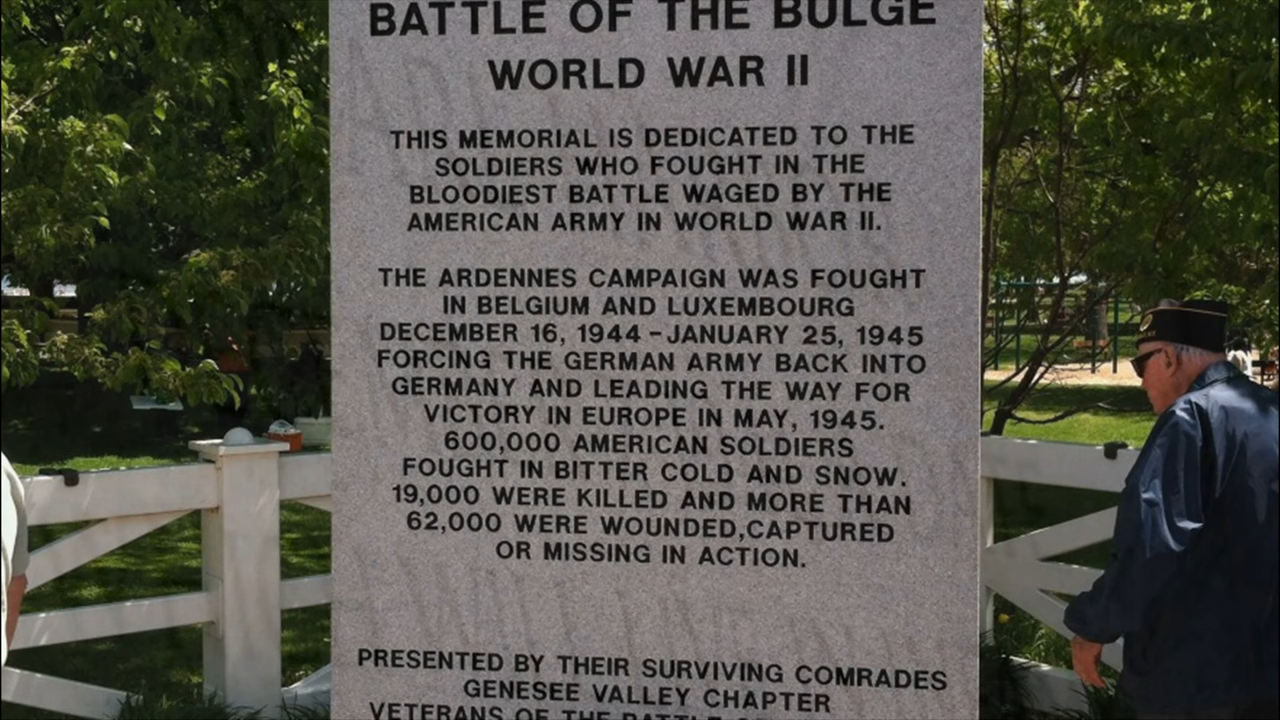 BATTLE OF THE BULGE
WORLD WAR II
THIS MEMORIAL IS DEDICATED TO THE
SOLDIERS WHO FOUGHT IN THE
BLOODIEST BATTLE WAGED BY THE
AMERICAN ARMY IN WORLD WAR II.
THE ARDENNES CAMPAIGN WAS FOUGHT
IN BELGIUM AND LUXEMBOURG
DECEMBER 16, 1944–JANUARY 25, 1945
FORCING THE GERMAN ARMY BACK INTO
GERMANY AND LEADING THE WAY FOR
VICTORY IN EUROPE IN MAY, 1945.
600,000 AMERICAN SOLDIERS
FOUGHT IN BITTER COLD AND SNOW.
19,000 WERE KILLED AND MORE THAN
62,000 WERE WOUNDED,CAPTURED
OR MISSING IN ACTION.
PRESENTED BY THEIR SURVIVING COMRADES
GENESEE VALLEY CHAPTER
VETERANS OF THE BATTLE